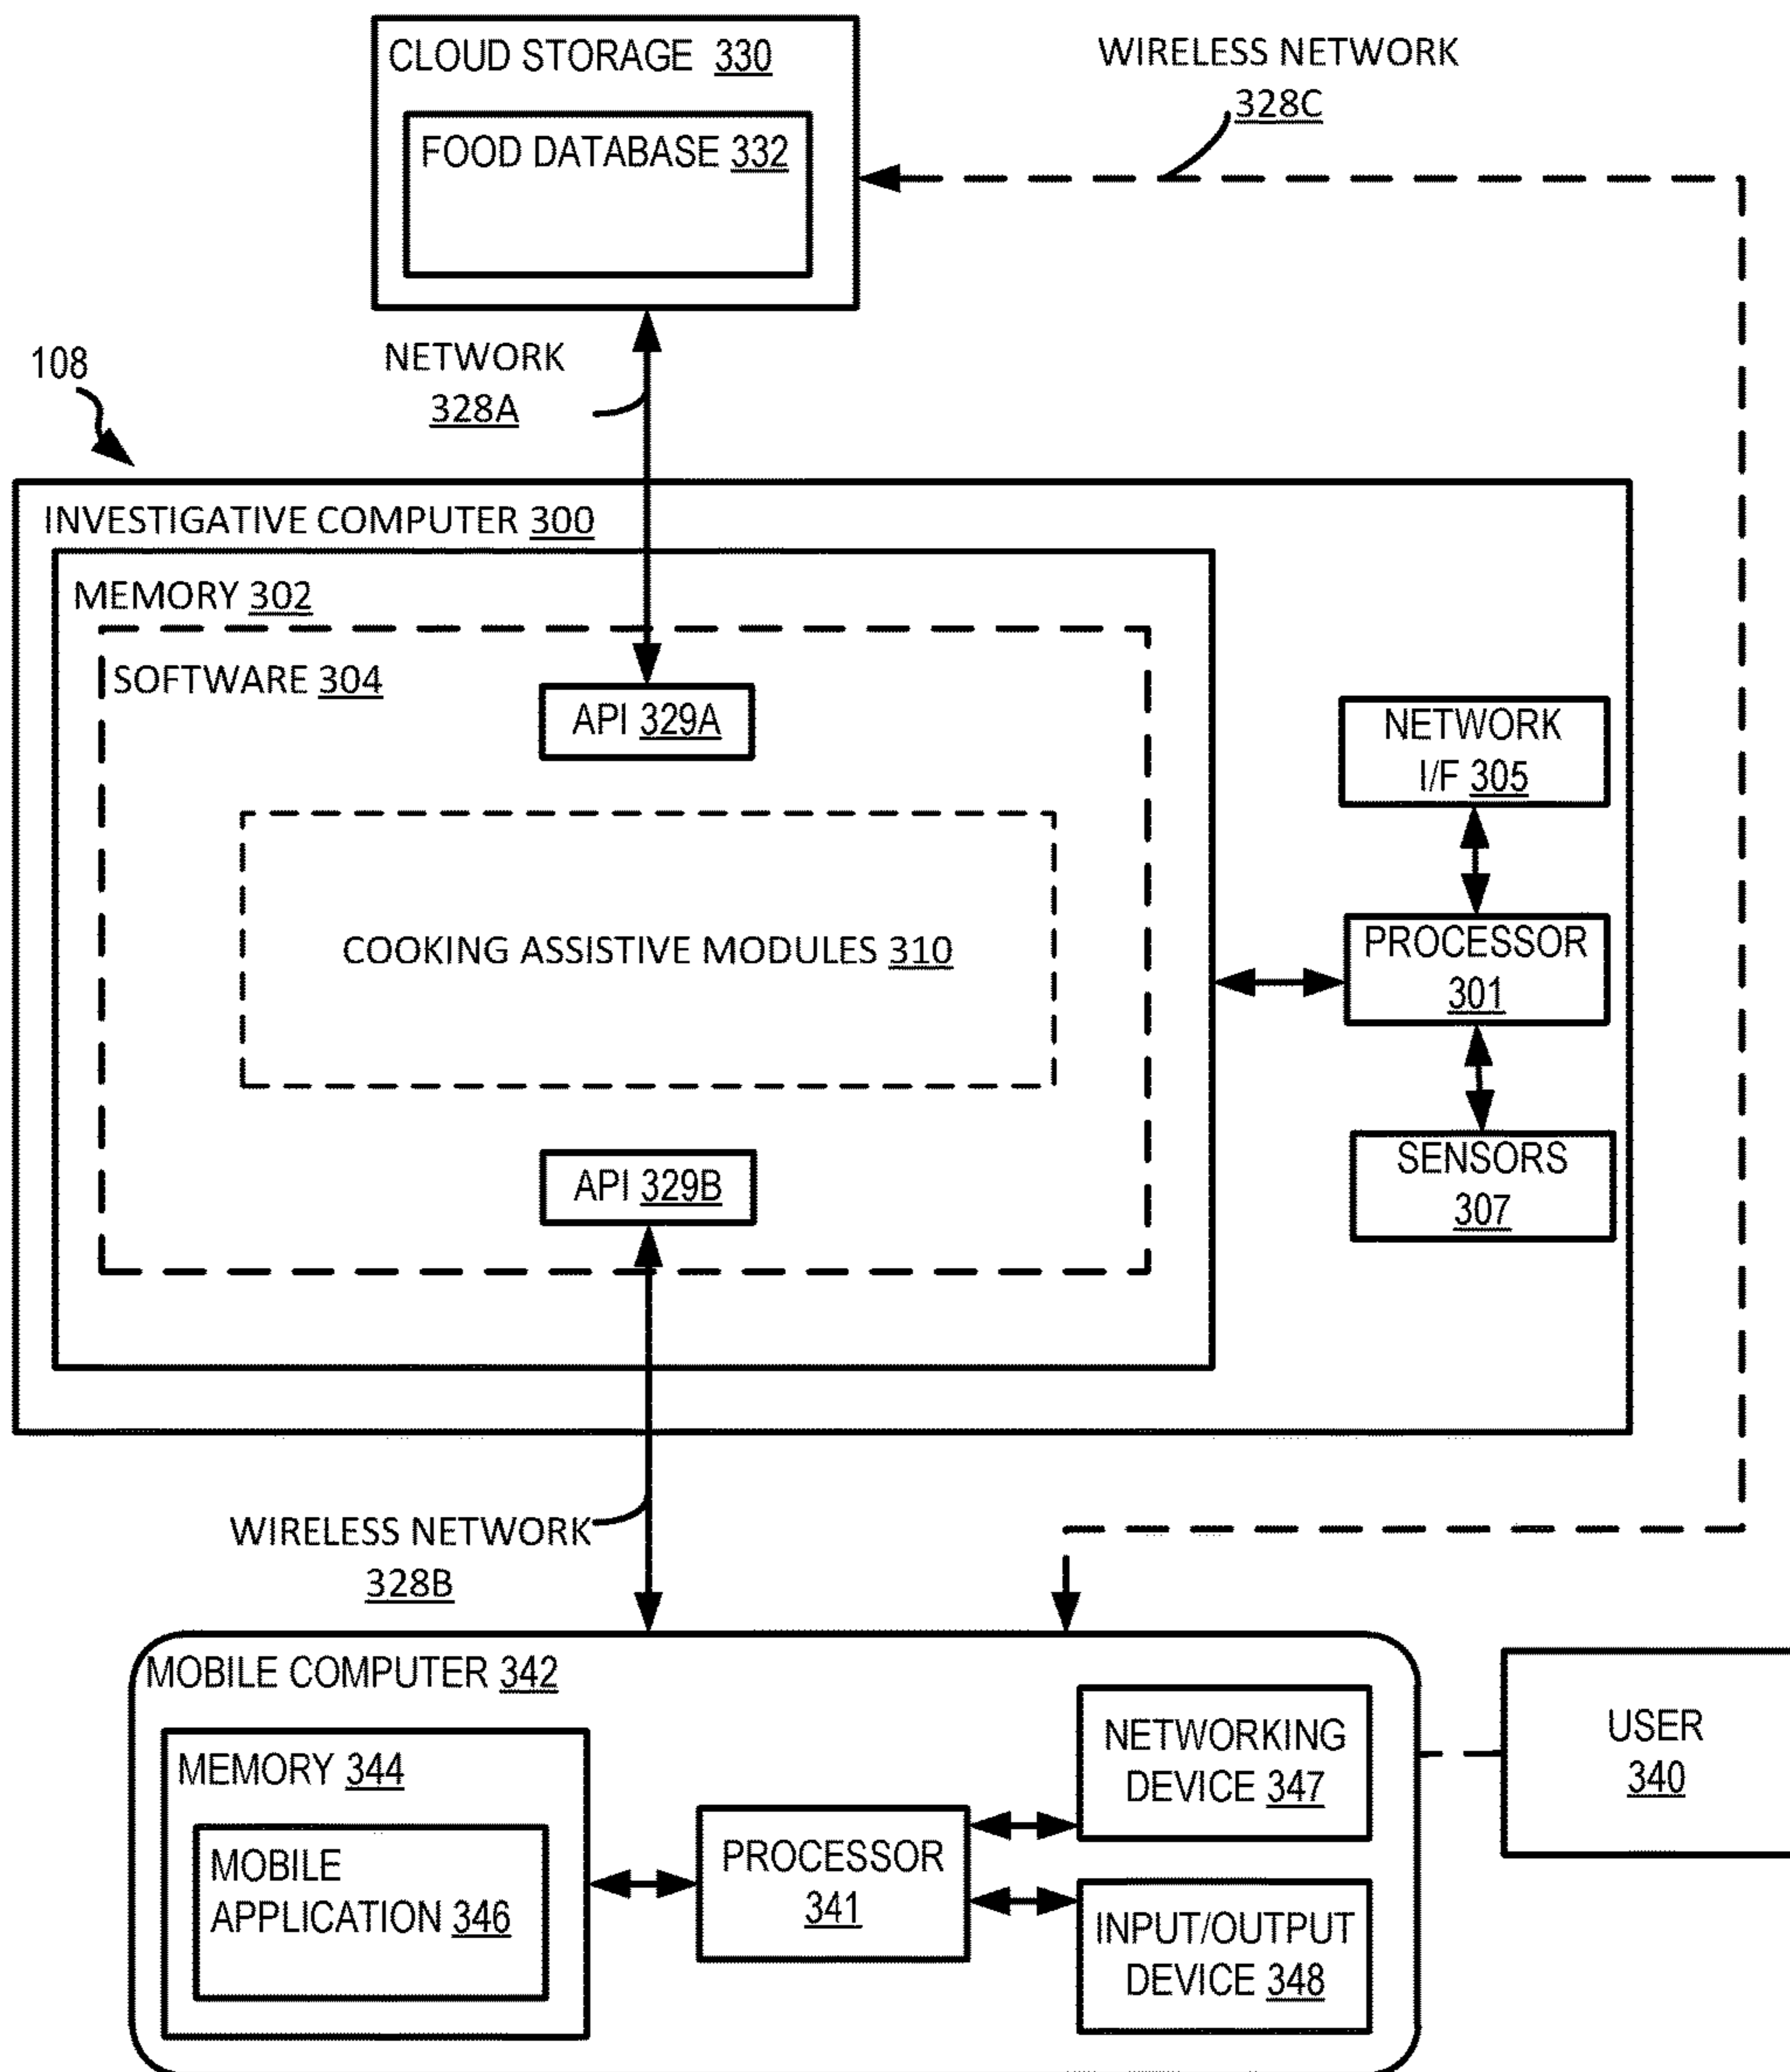 CLOUD STORAGE 330
FOOD DATABASE 332
WIRELESS NETWORK
328C
NETWORK
328A
108
INVESTIGATIVE COMPUTER 300
MEMORY 302
SOFTWARE 304
API 329A
COOKING ASSISTIVE MODULES 310
API 329B
NETWORK
I/F 305
PROCESSOR
301
SENSORS
307
WIRELESS NETWORK
328B
MOBILE COMPUTER 342
MEMORY 344
MOBILE
APPLICATION 346
PROCESSOR
341
NETWORKING
DEVICE 347
INPUT/OUTPUT
DEVICE 348
USER
340